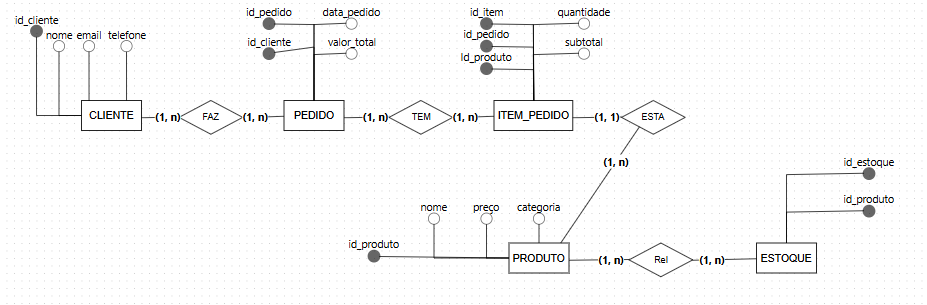 id_cliente
nome
email
telefone
CLIENTE
(1, n)
FAZ
(1, n)
id_pedido
data_pedido
id_cliente
valor_total
PEDIDO
(1, n)
TEM
(1, n)
id_item
quantidade
id_pedido
subtotal
Id_produto
ITEM_PEDIDO
(1, 1)
ESTA
(1, n)
nome
preço
categoria
id_produto
PRODUTO
(1, n)
Rel
(1, n)
id_estoque
id_produto
ESTOQUE